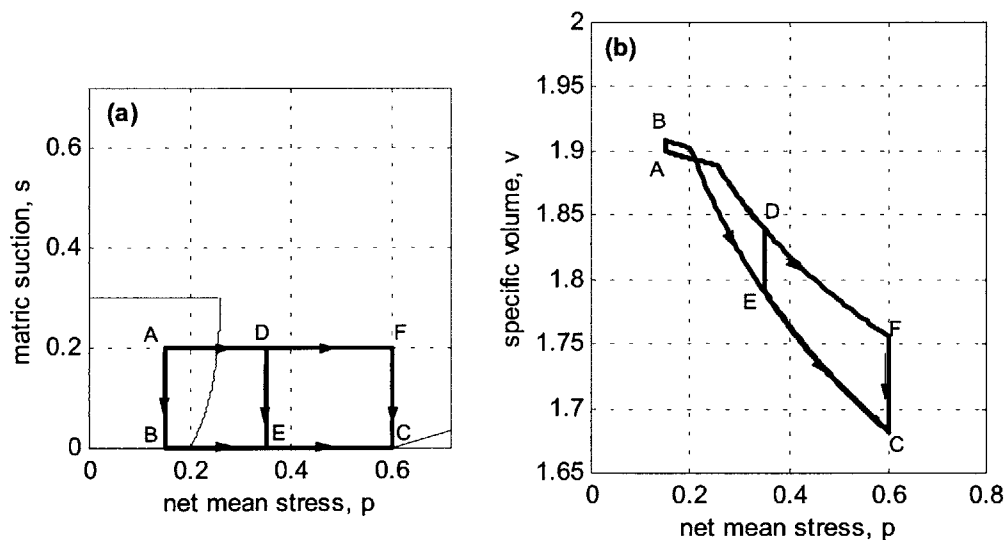 (a)
matric suction, s
0.6
0.4
0.2
0
A
D
F
B
E
C
0
0.2
0.4
0.6
net mean stress, p
(b)
specific volume, v
2
1.95
1.9
1.85
1.8
1.75
1.7
1.65
B
A
D
E
F
C
0
0.2
0.4
0.6
0.8
net mean stress, p